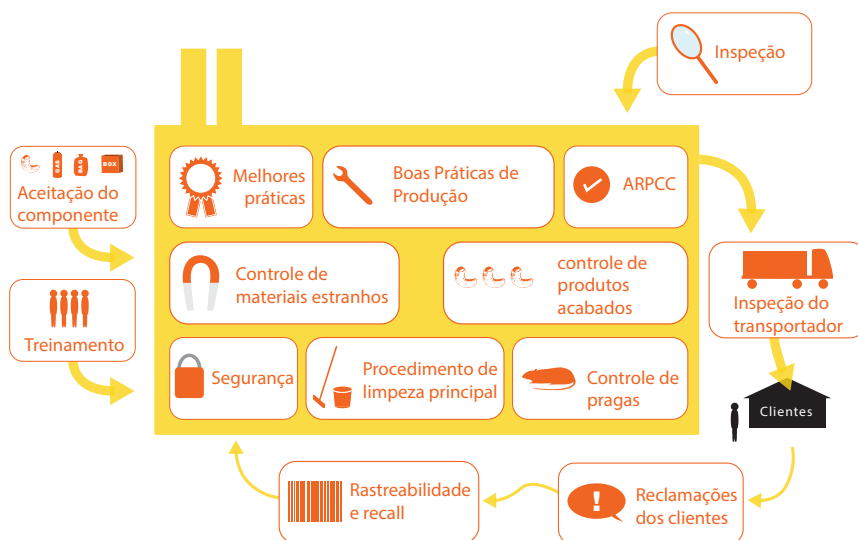 Inspeção
GAS
BAG
BOX
Aceitação do
componente
Melhores
práticas
Boas Práticas de
Produção
ARPCC
Controle de
materiais estranhos
controle de
produtos
acabados
Inspeção do
transportador
Treinamento
Segurança
Procedimento de
limpeza principal
Controle de
pragas
Clientes
Rastreabilidade
e recall
Reclamações
dos clientes